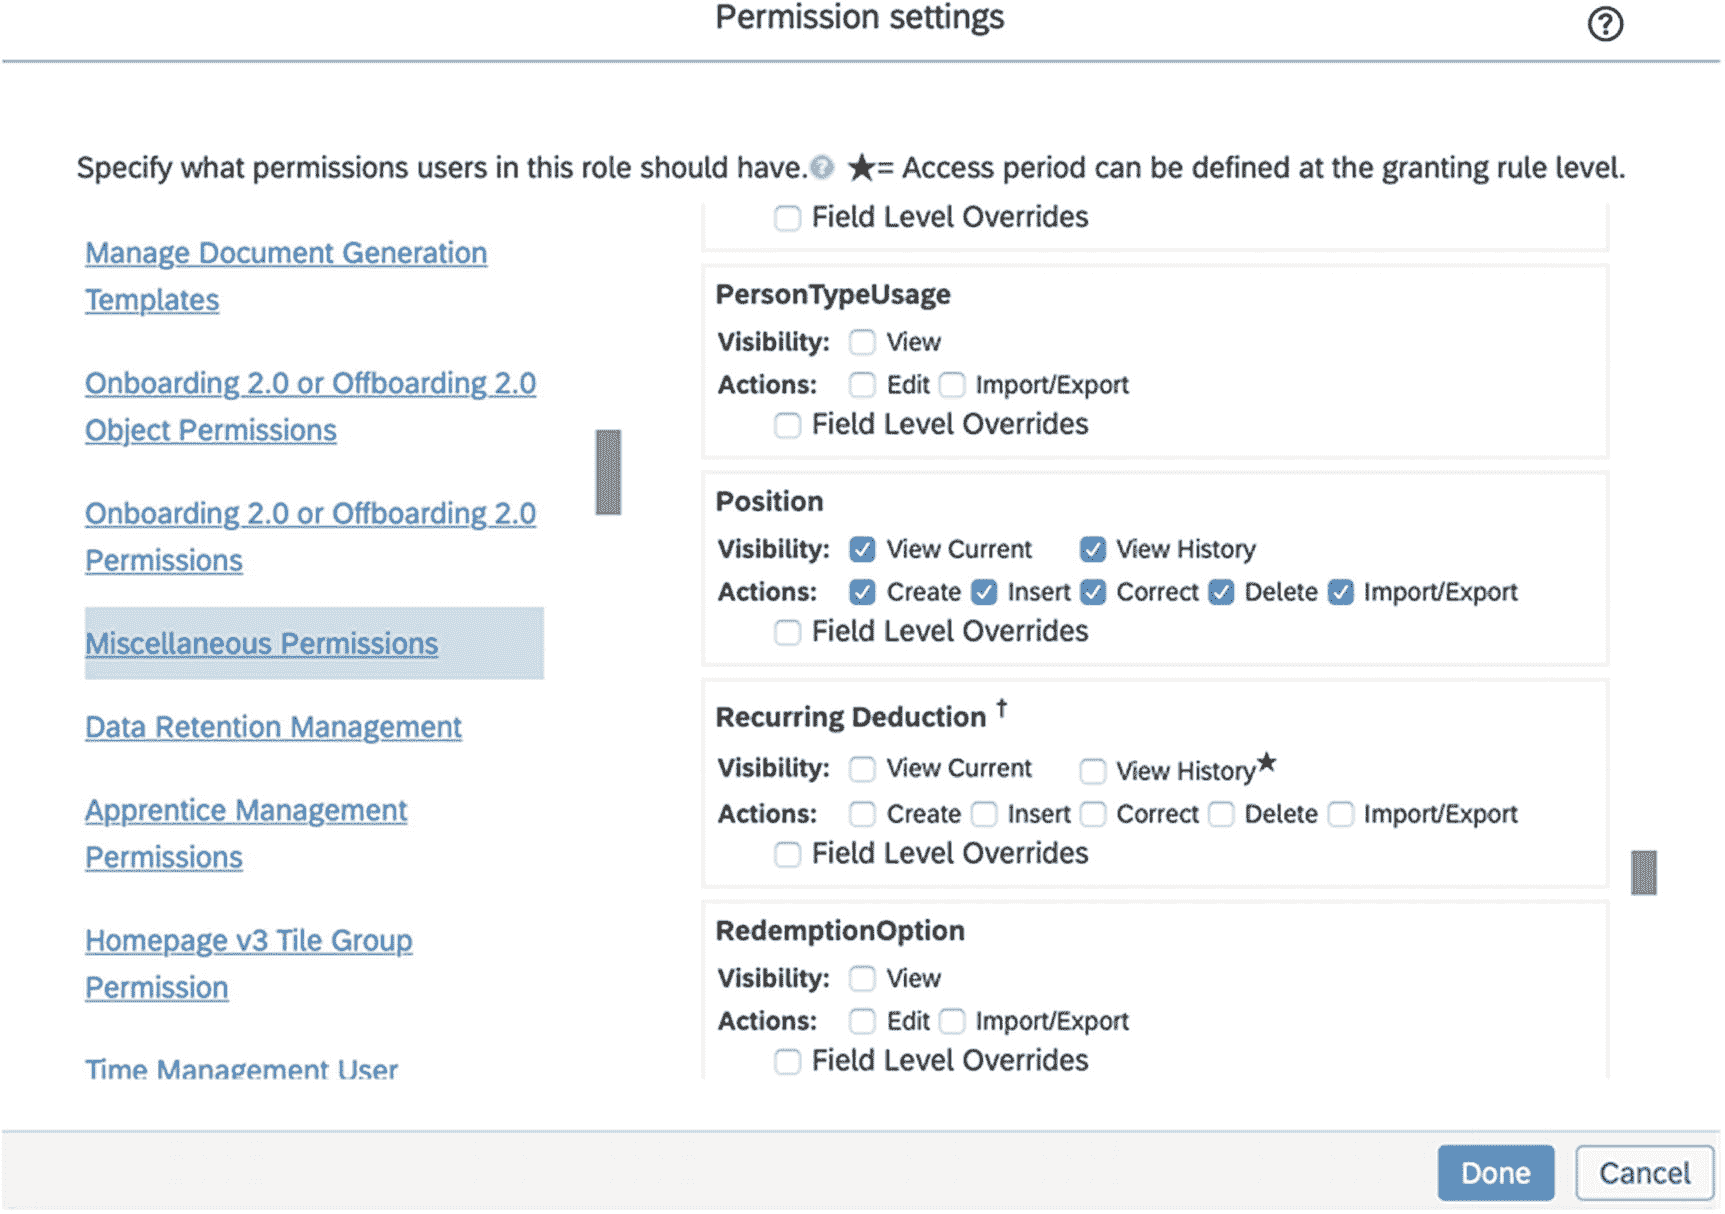 Permission settings
Specify what permissions users in this role should have. ★= Access period can be defined at the granting rule level.
Manage Document Generation
Templates
Onboarding 2.0 or Offboarding 2.0
Object Permissions
Onboarding 2.0 or Offboarding 2.0
Permissions
Miscellaneous Permissions
Data Retention Management
Apprentice Management
Permissions
Homepage v3 Tile Group
Permission
Time Management User
Field Level Overrides
PersonTypeUsage
Visibility: View
Actions: Edit Import/Export
Field Level Overrides
Position
Visibility: View Current View History
Actions: Create Insert Correct Delete Import/Export
Field Level Overrides
Recurring Deduction †
Visibility: View Current View History★
Actions: Create Insert Correct Delete Import/Export
Field Level Overrides
RedemptionOption
Visibility: View
Actions: Edit Import/Export
Field Level Overrides
Done Cancel